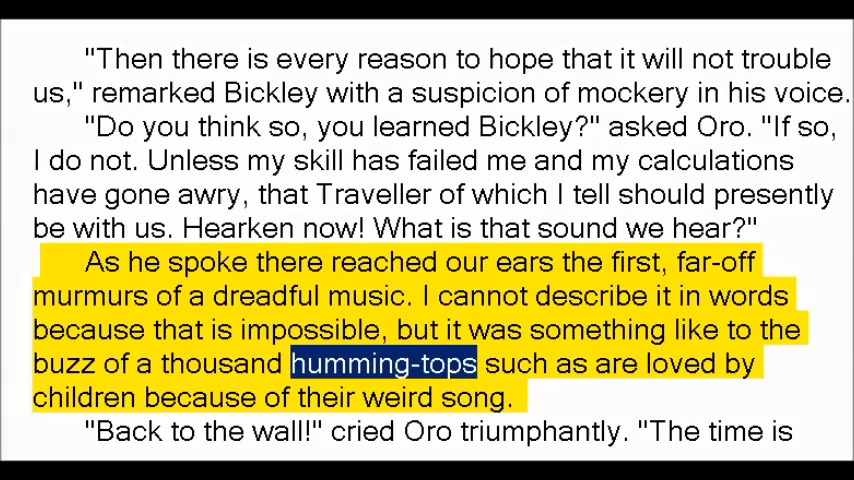 "Then there is every reason to hope that it will not trouble
us," remarked Bickley with a suspicion of mockery in his voice.
"Do you think so, you learned Bickley?" asked Oro. "If so,
I do not. Unless my skill has failed me and my calculations
have gone awry, that Traveller of which I tell should presently
be with us. Hearken now! What is that sound we hear?"
As he spoke there reached our ears the first, far-off
murmurs of a dreadful music. I cannot describe it in words
because that is impossible, but it was something like to the
buzz of a thousand humming-tops such as are loved by
children because of their weird song.
"Back to the wall!" cried Oro triumphantly. "The time is